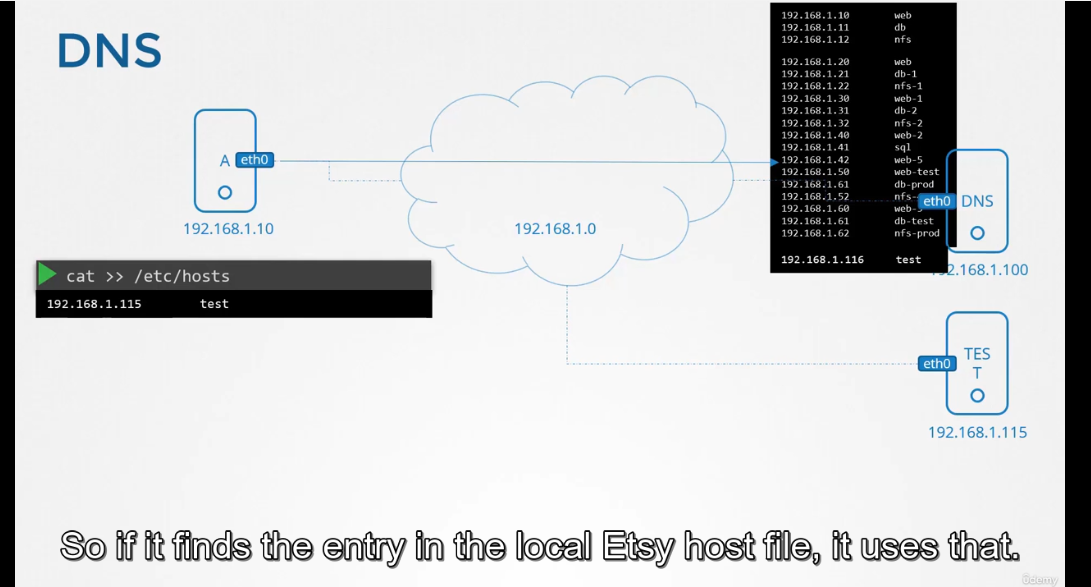 DNS
192.168.1.10 web
192.168.1.11 db
192.168.1.12 nfs
192.168.1.20 web
192.168.1.21 db-1
192.168.1.22 nfs-1
192.168.1.30 web-1
192.168.1.31 db-2
192.168.1.32 nfs-2
192.168.1.40 web-2
192.168.1.41 sql
192.168.1.42 web-5
192.168.1.50 web-test
192.168.1.61 db-prod
192.168.1.52 nfs-
192.168.1.60 web-
192.168.1.61 db-test
192.168.1.62 nfs-prod
192.168.1.116 test
A eth0
192.168.1.10
192.168.1.0
eth0 DNS
192.168.1.100
cat >> /etc/hosts
192.168.1.115 test
eth0 TES
T
192.168.1.115
So if it finds the entry in the local Etsy host file, it uses that.
ûdemy